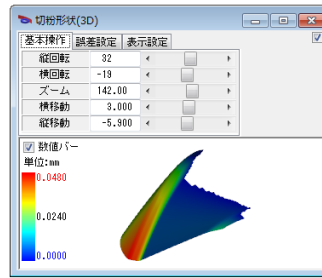 切粉形状(3D)
基本操作 誤差設定 表示設定
縦回転 32
横回転 -19
ズーム 142.00
横移動 3.000
縦移動 -5.900
数値バー
単位:mm
0.0480
0.0240
0.0000